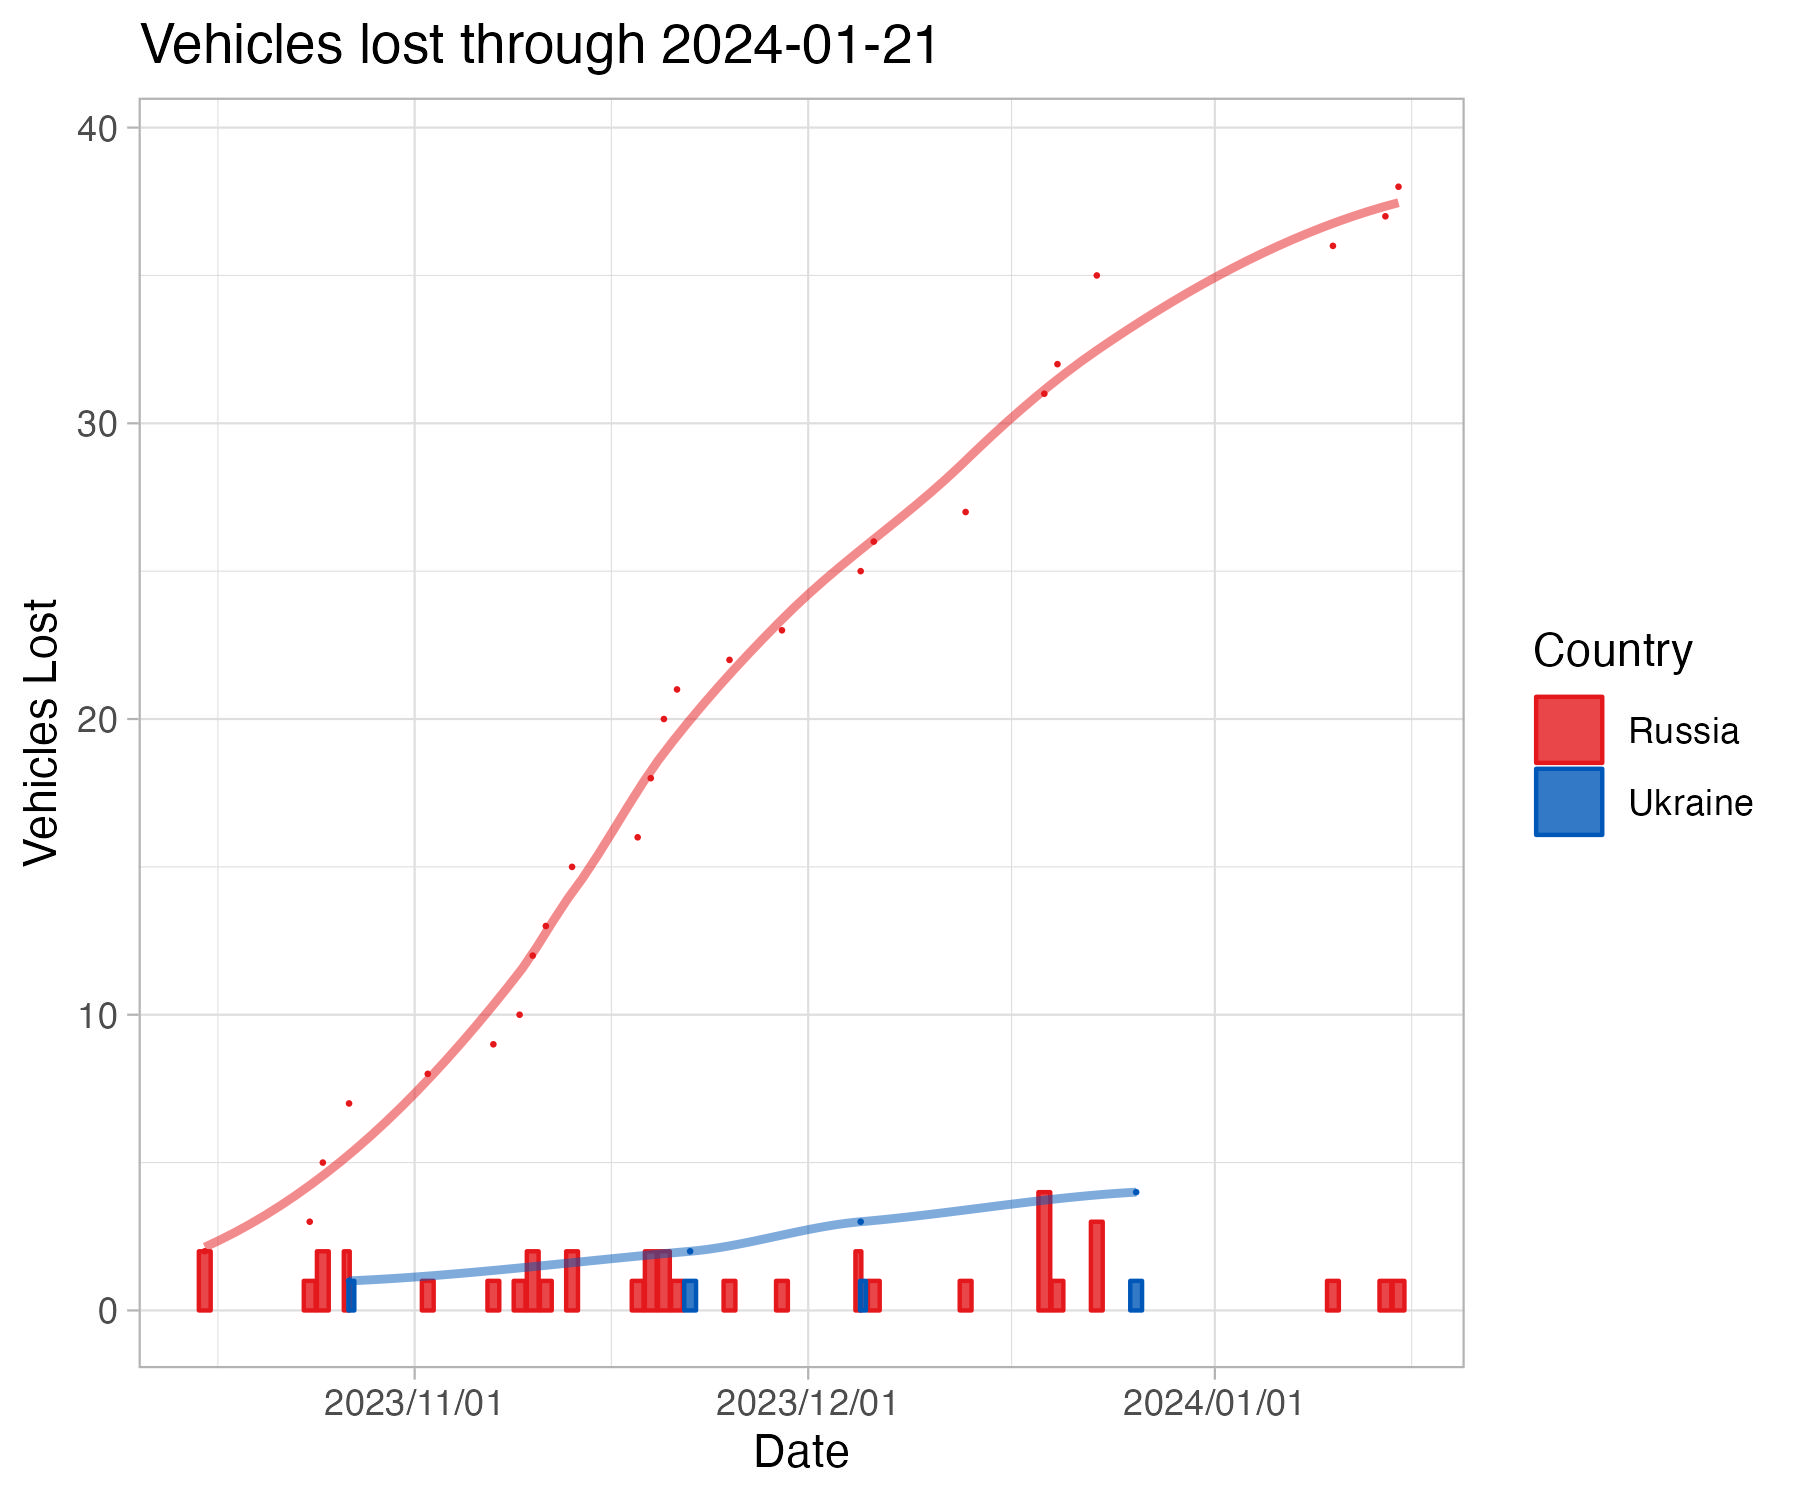 Vehicles lost through 2024-01-21
40
30
20
10
0
Vehicles Lost
2023/11/01
2023/12/01
2024/01/01
Date
Country
Russia
Ukraine